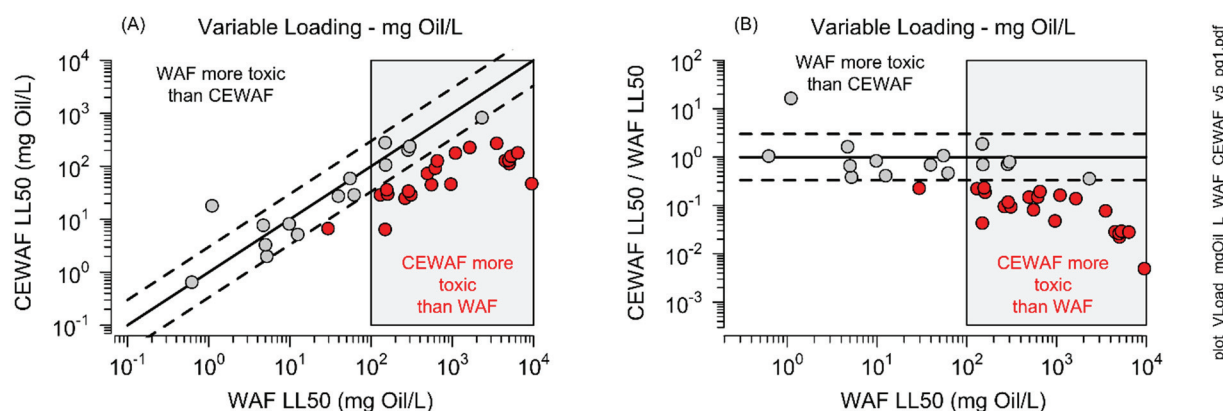 (A) Variable Loading - mg Oil/L
WAF more toxic
than CEWAF
CEWAF LL50 (mg Oil/L)
10^4
10^3
10^2
10^1
10^0
10^-1
CEWAF more
toxic
than WAF
10^-1 10^0 10^1 10^2 10^3 10^4
WAF LL50 (mg Oil/L)
(B) Variable Loading - mg Oil/L
WAF more toxic
than CEWAF
CEWAF LL50 / WAF LL50
10^2
10^1
10^0
10^-1
10^-2
10^-3
CEWAF more
toxic
than WAF
10^0 10^1 10^2 10^3 10^4
WAF LL50 (mg Oil/L)
plot_VLoad_mgOil_L_WAF_CEWAF_v5_pg1.pdf